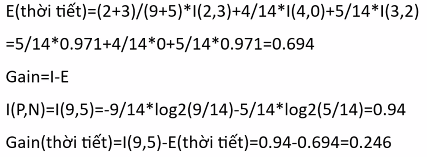 E(thời tiết)=(2+3)/(9+5)*I(2,3)+4/14*I(4,0)+5/14*I(3,2)
=5/14*0.971+4/14*0+5/14*0.971=0.694
Gain=I-E
I(P,N)=I(9,5)=-9/14*log2(9/14)-5/14*log2(5/14)=0.94
Gain(thời tiết)=I(9,5)-E(thời tiết)=0.94-0.694=0.246